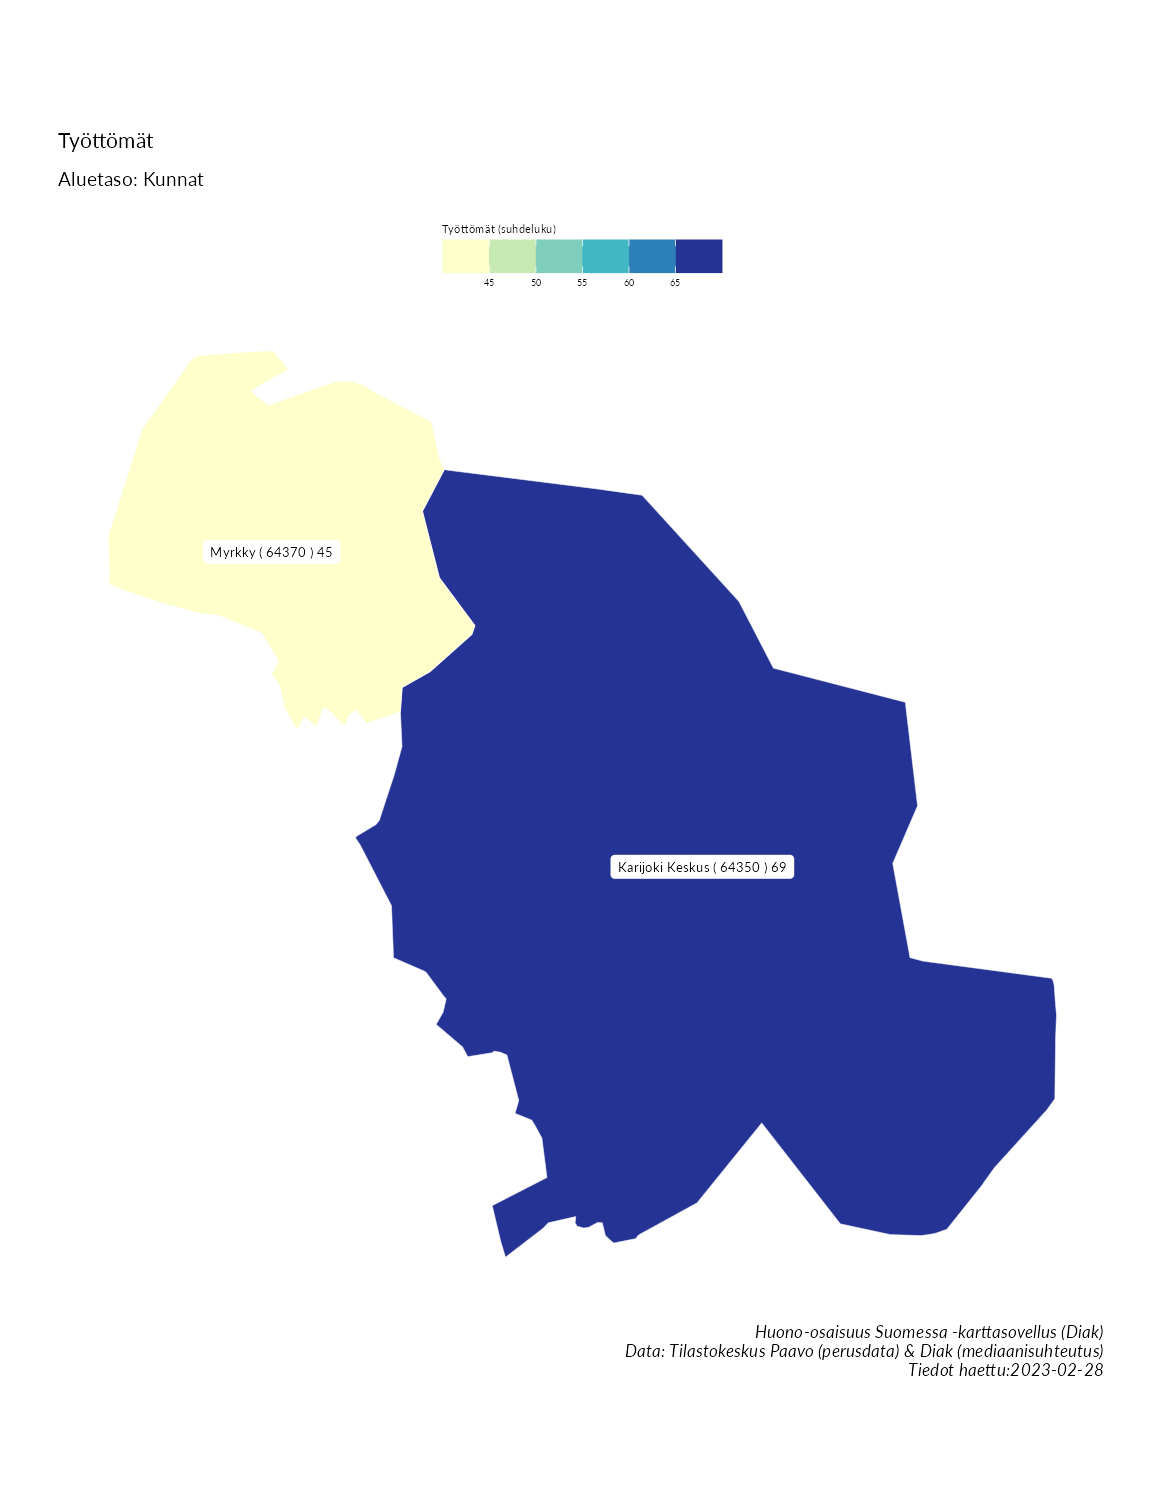 Työttömät
Aluetaso: Kunnat
Työttömät (suhdeluku)
45 50 55 60 65
Myrkky ( 64370 ) 45
Karijoki Keskus ( 64350 ) 69
Huono-osaisuus Suomessa -karttasovellus (Diak)
Data: Tilastokeskus Paavo (perusdata) & Diak (mediaanisuhteutus)
Tiedot haettu:2023-02-28